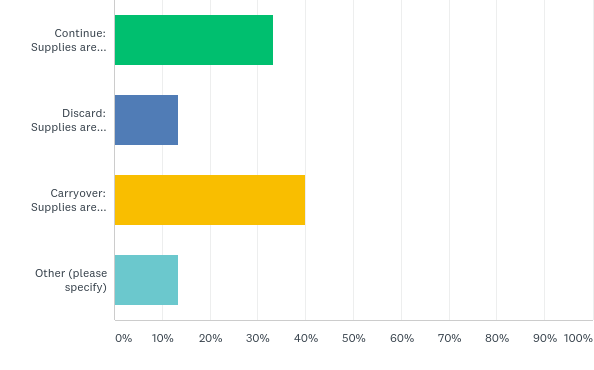 Continue:
Supplies are...
Discard:
Supplies are...
Carryover:
Supplies are...
Other (please
specify)
0% 10% 20% 30% 40% 50% 60% 70% 80% 90% 100%